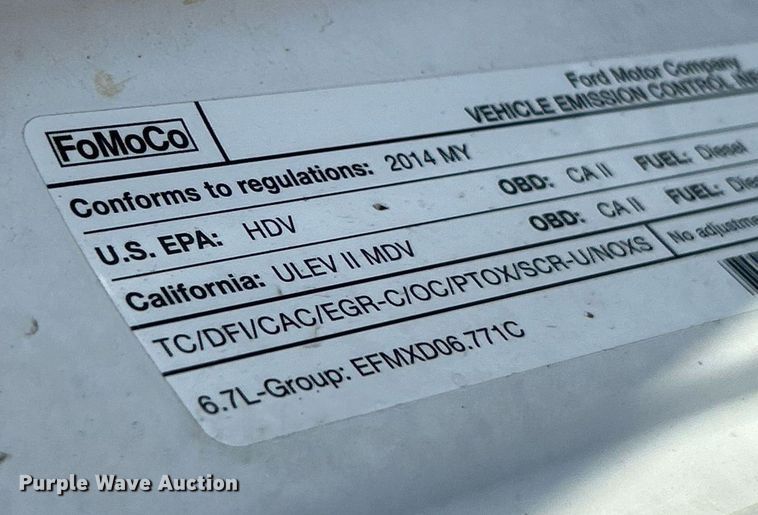 Ford Motor Company
VEHICLE EMISSION CONTROL
FoMoCo
Conforms to regulations: 2014 MY
U.S. EPA: HDV OBD: CA II FUEL: Diesel
California: ULEV II MDV OBD: CA II FUEL:
TC/DFI/CAC/EGR-C/OC/PTOX/SCR-U/NOXS No
6.7L-Group: EFMXD06.771C
Purple Wave Auction